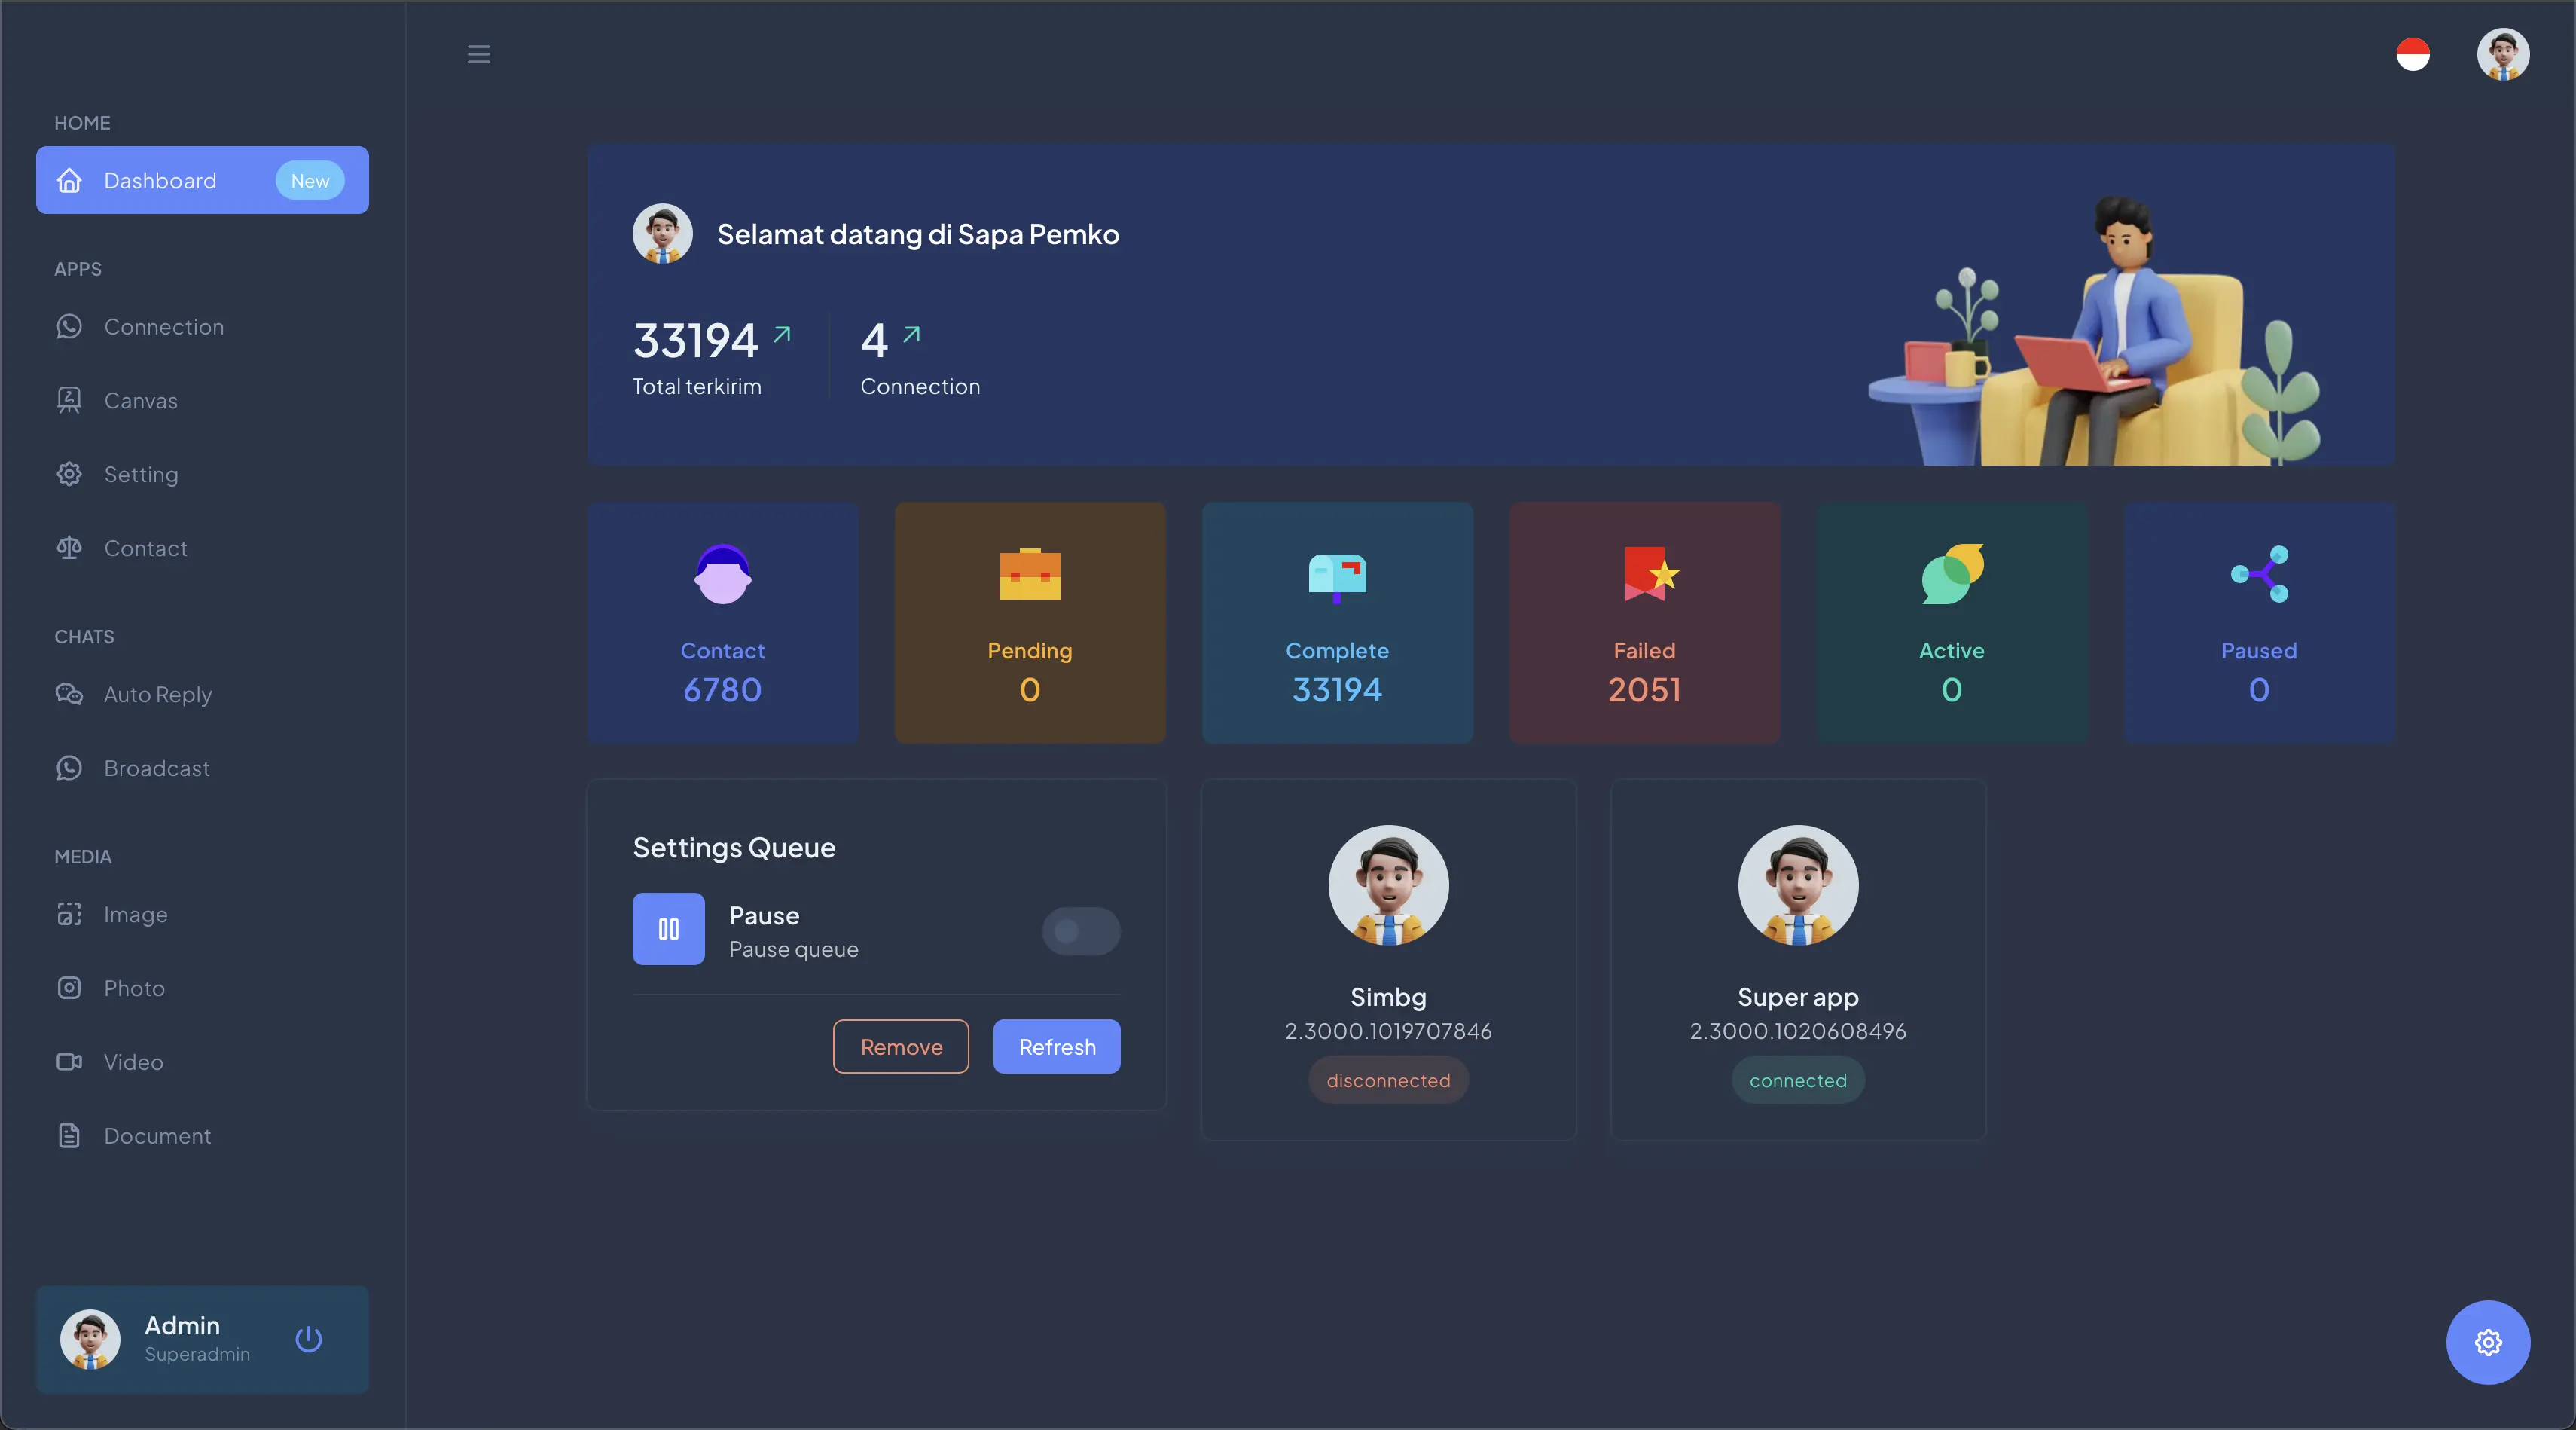 HOME
Dashboard New
APPS
Connection
Canvas
Setting
Contact
CHATS
Auto Reply
Broadcast
MEDIA
Image
Photo
Video
Document
Admin
Superadmin
Selamat datang di Sapa Pemko
33194
Total terkirim
4
Connection
Contact
6780
Pending
0
Complete
33194
Failed
2051
Active
0
Paused
0
Settings Queue
Pause
Pause queue
Remove
Refresh
Simbg
2.3000.1019707846
disconnected
Super app
2.3000.1020608496
connected